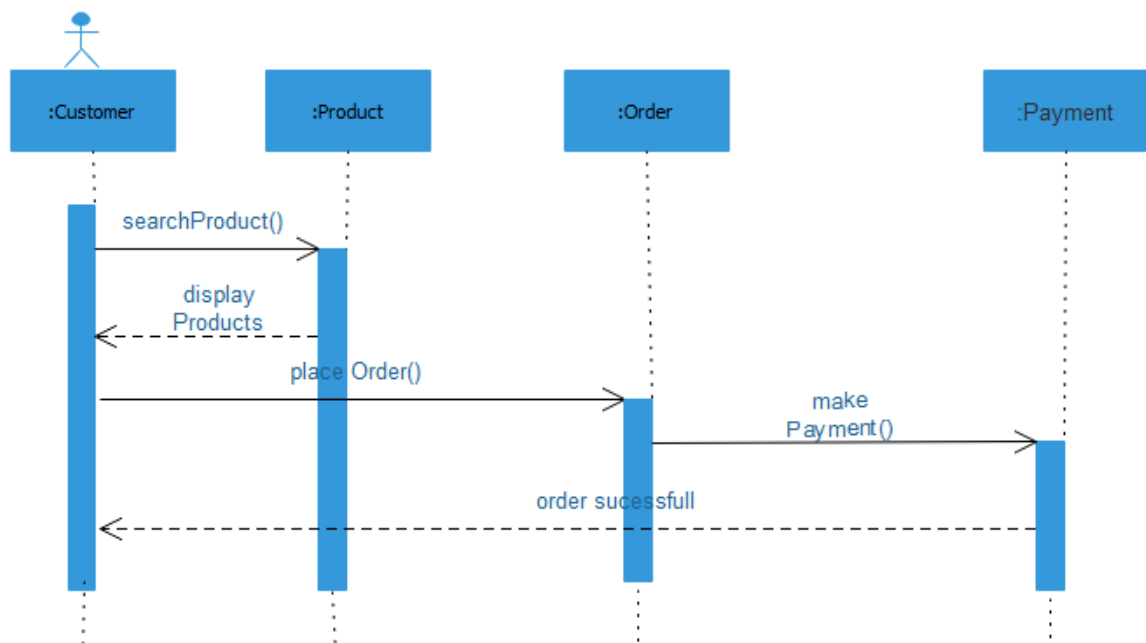 :Customer
:Product
:Order
:Payment
searchProduct()
display
Products
place Order()
make
Payment()
order sucessfull